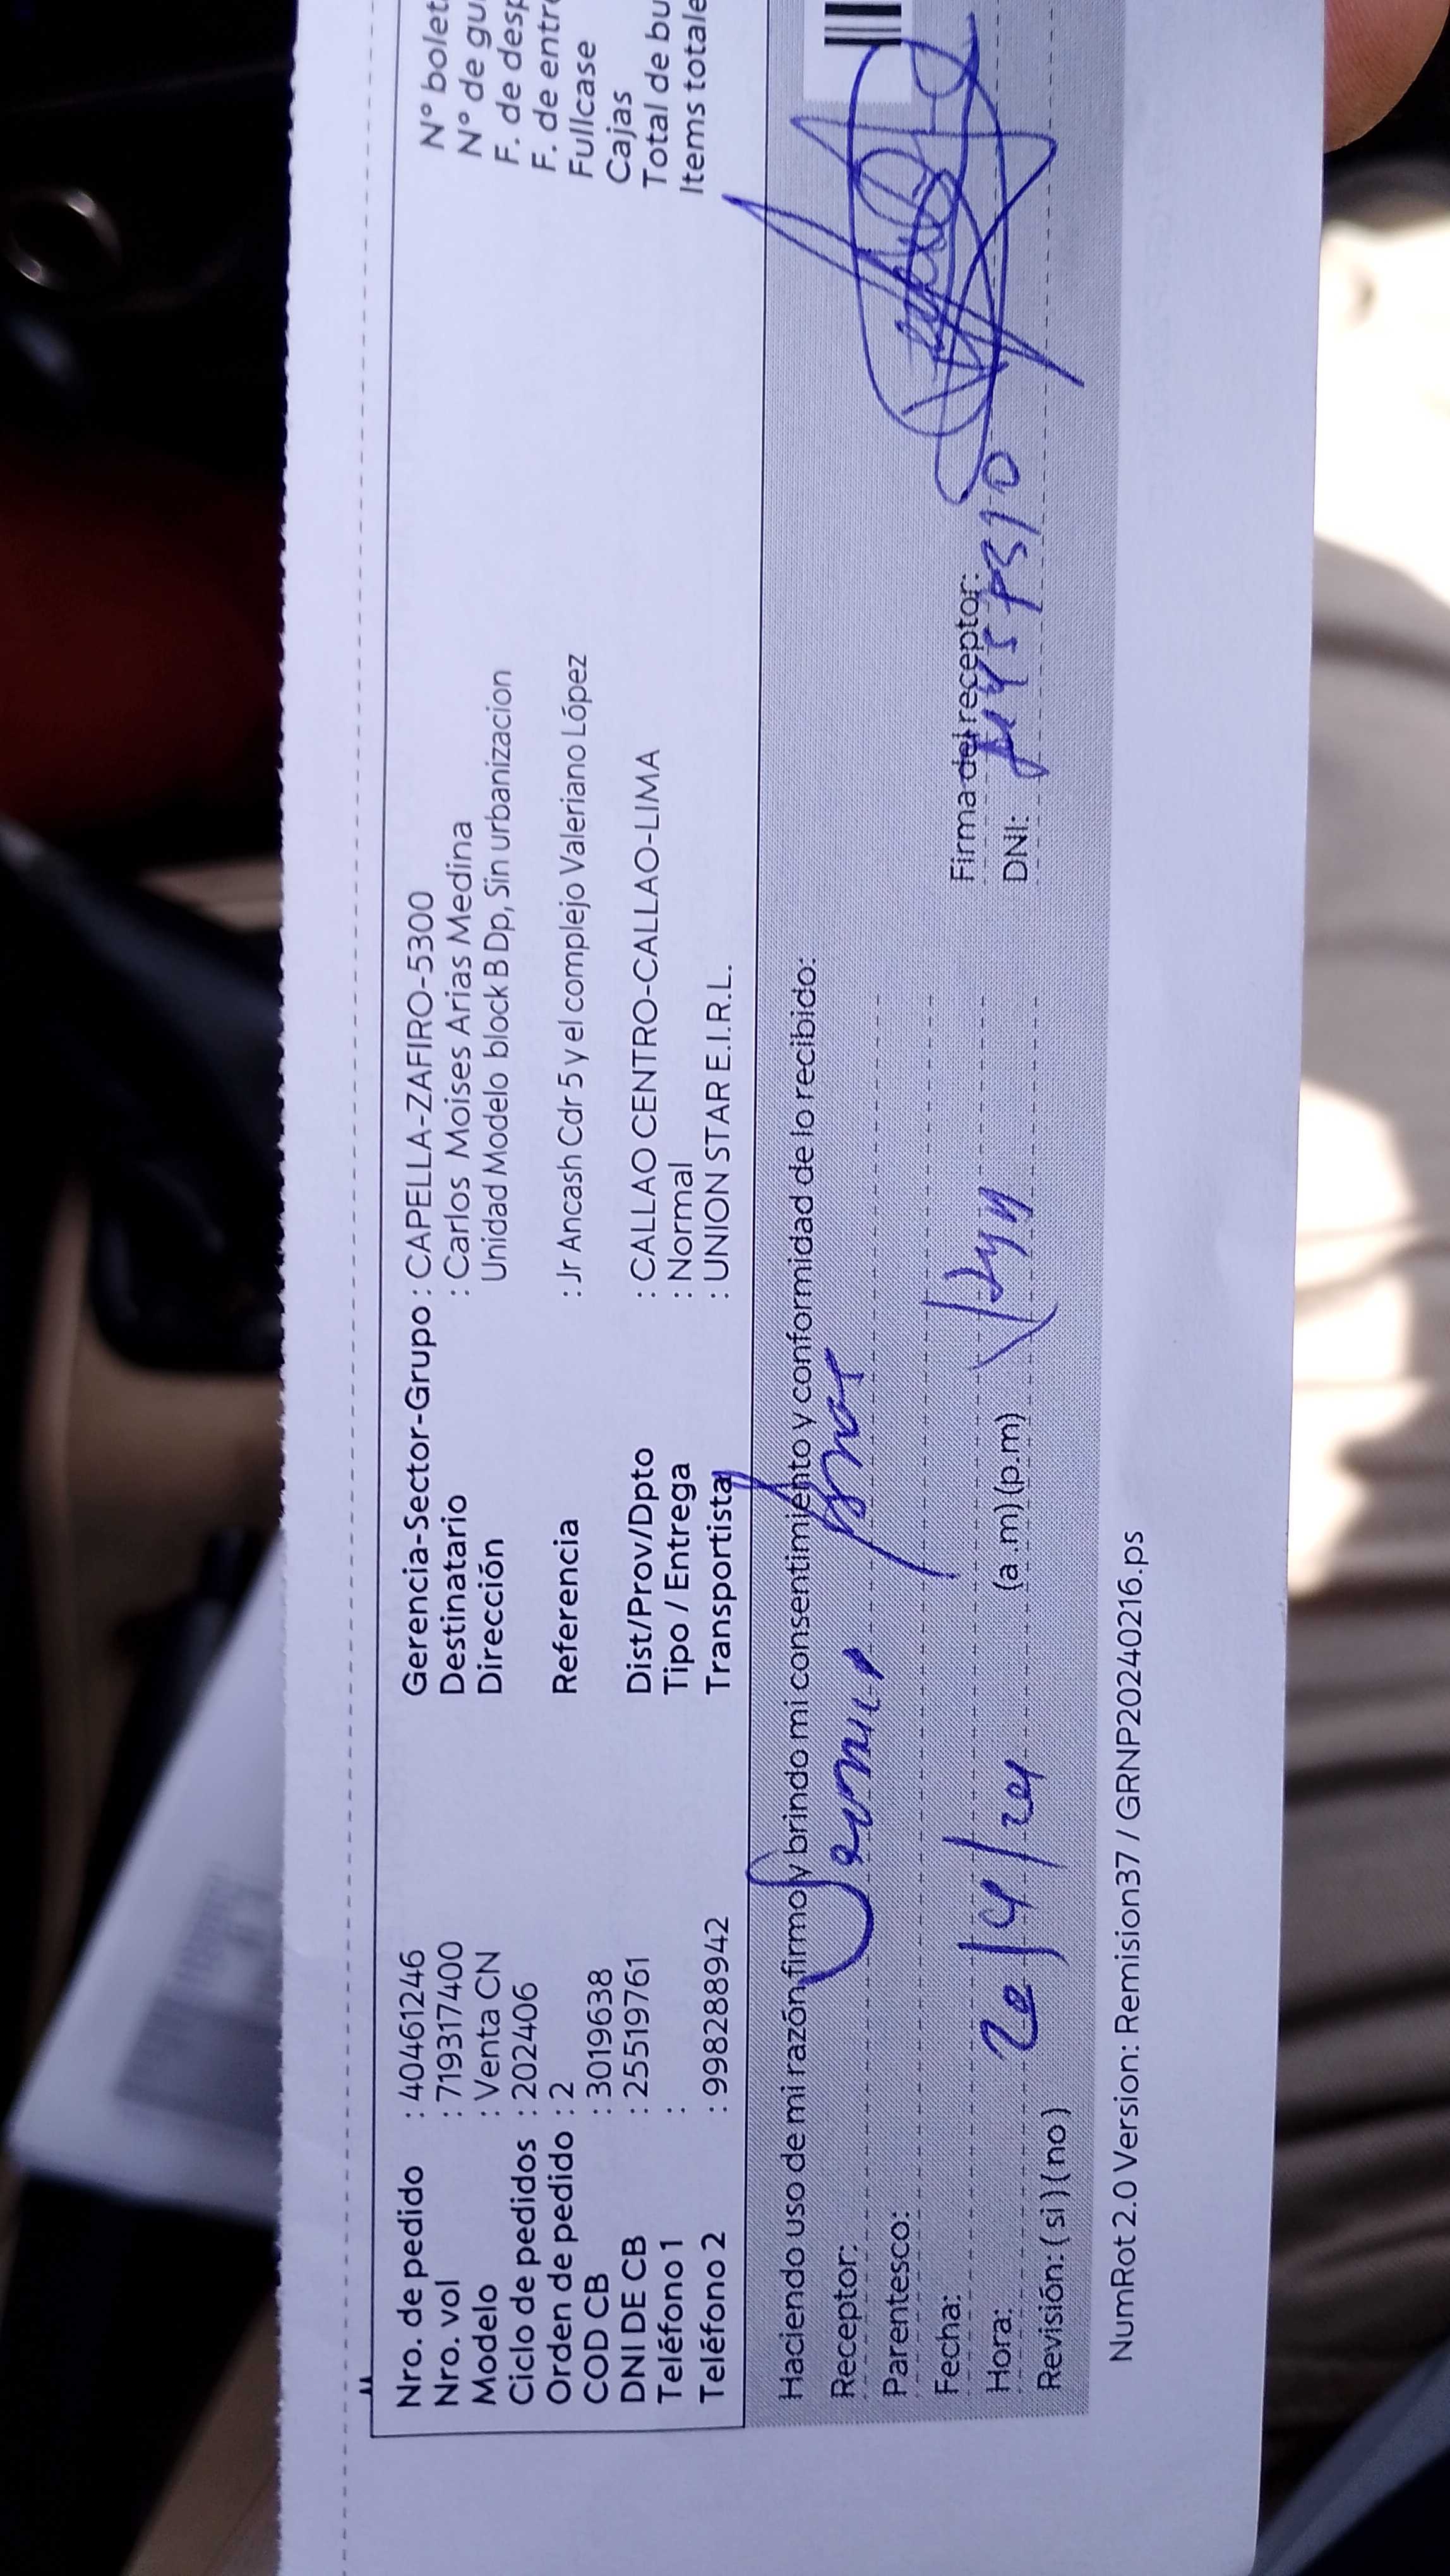 Nro. de pedido : 40461246
Nro. vol : 719317400
Modelo : Venta CN
Ciclo de pedidos : 202406
Orden de pedido : 2
COD CB : 3019638
DNI DE CB : 25519761
Teléfono 1 :
Teléfono 2 : 998288942
Gerencia-Sector-Grupo : CAPELLA-ZAFIRO-5300
Destinatario : Carlos Moises Arias Medina
Dirección Unidad Modelo block B Dp, Sin urbanizacion
Referencia : Jr Ancash Cdr 5 y el complejo Valeriano López
Dist/Prov/Dpto : CALLAO CENTRO-CALLAO-LIMA
Tipo / Entrega : Normal
Transportista : UNION STAR E.I.R.L.
N° bolet
N° de gu
F. de desp
F. de entre
Fullcase
Cajas
Total de bu
Items totale
Haciendo uso de mi razón, firmo y brindo mi consentimiento y conformidad de lo recibido:
Receptor:
Parentesco:
Fecha:
Hora: (a.m) (p.m)
Revisión: ( si ) ( no )
Firma del receptor:
DNI:
NumRot 2.0 Version: Remision37 / GRNP20240216.ps